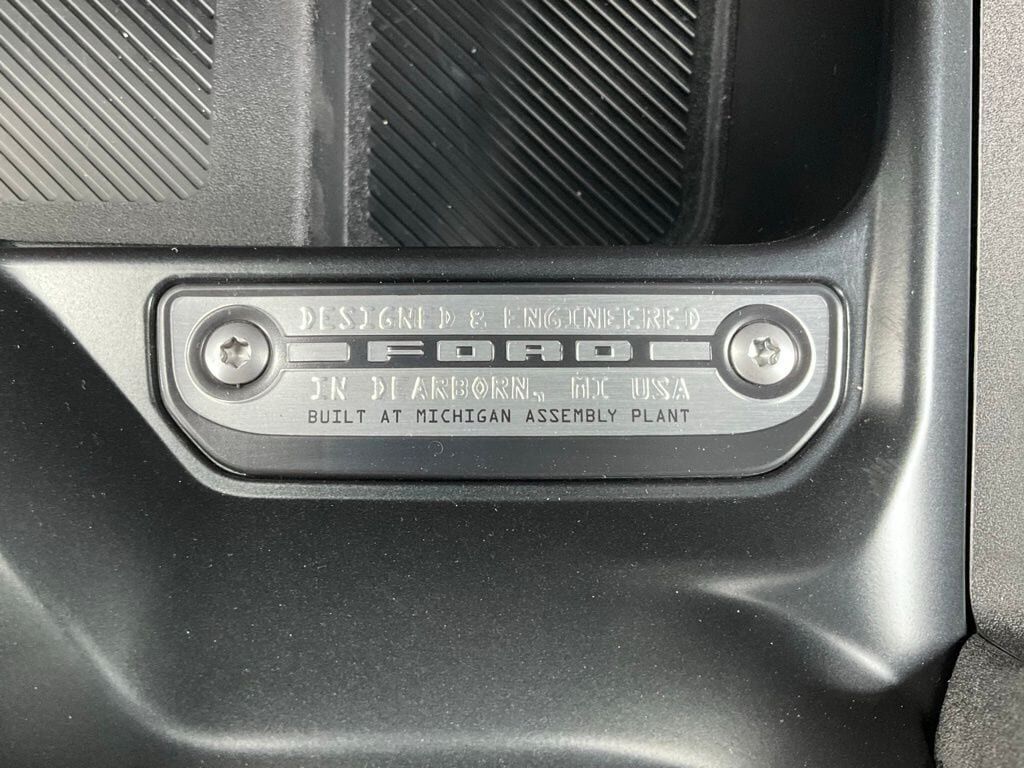 DESIGNED & ENGINEERED
FORD
IN DEARBORN, MI USA
BUILT AT MICHIGAN ASSEMBLY PLANT